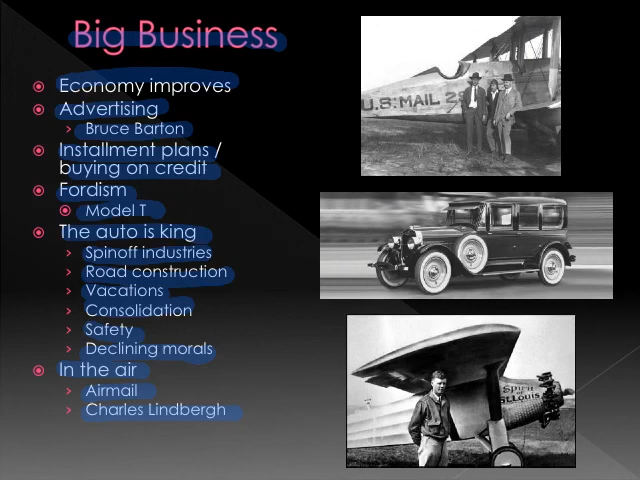 Big Business
Economy improves
Advertising
Bruce Barton
Installment plans /
buying on credit
Fordism
Model T
The auto is king
Spinoff industries
Road construction
Vacations
Consolidation
Safety
Declining morals
In the air
Airmail
Charles Lindbergh
U.S. MAIL
Spirit
of
St. Louis